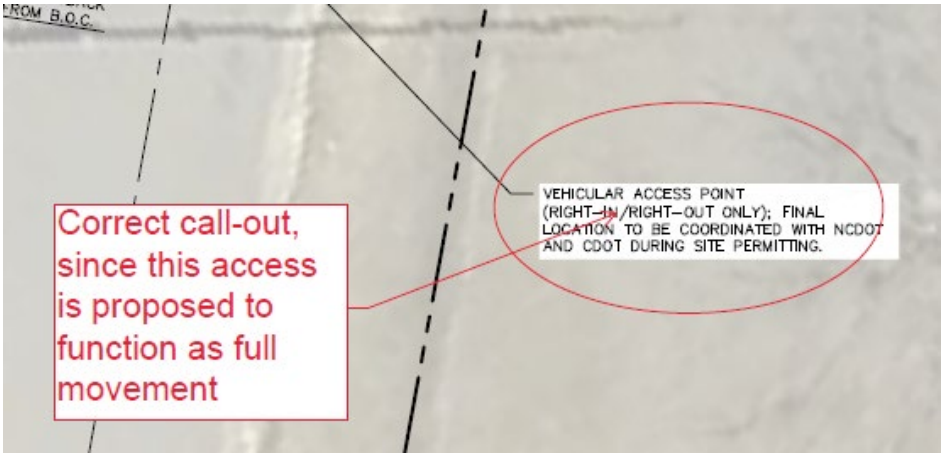 FROM B.O.C.
VEHICULAR ACCESS POINT
(RIGHT-IN/RIGHT-OUT ONLY); FINAL
LOCATION TO BE COORDINATED WITH NCDOT
AND CDOT DURING SITE PERMITTING.
Correct call-out,
since this access
is proposed to
function as full
movement